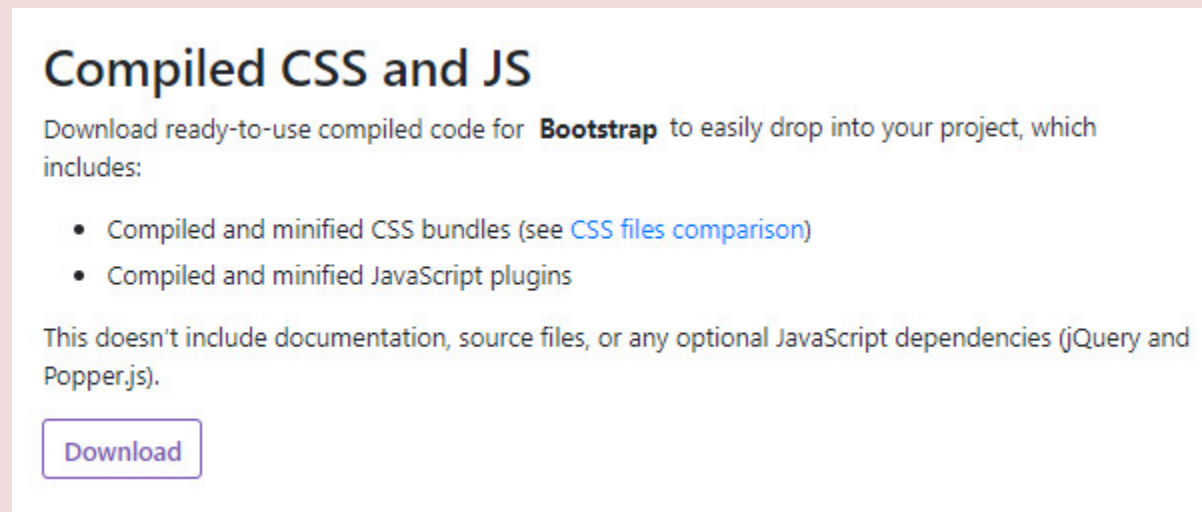 Compiled CSS and JS
Download ready-to-use compiled code for Bootstrap to easily drop into your project, which
includes:
• Compiled and minified CSS bundles (see CSS files comparison)
• Compiled and minified JavaScript plugins
This doesn't include documentation, source files, or any optional JavaScript dependencies (jQuery and
Popper.js).
Download